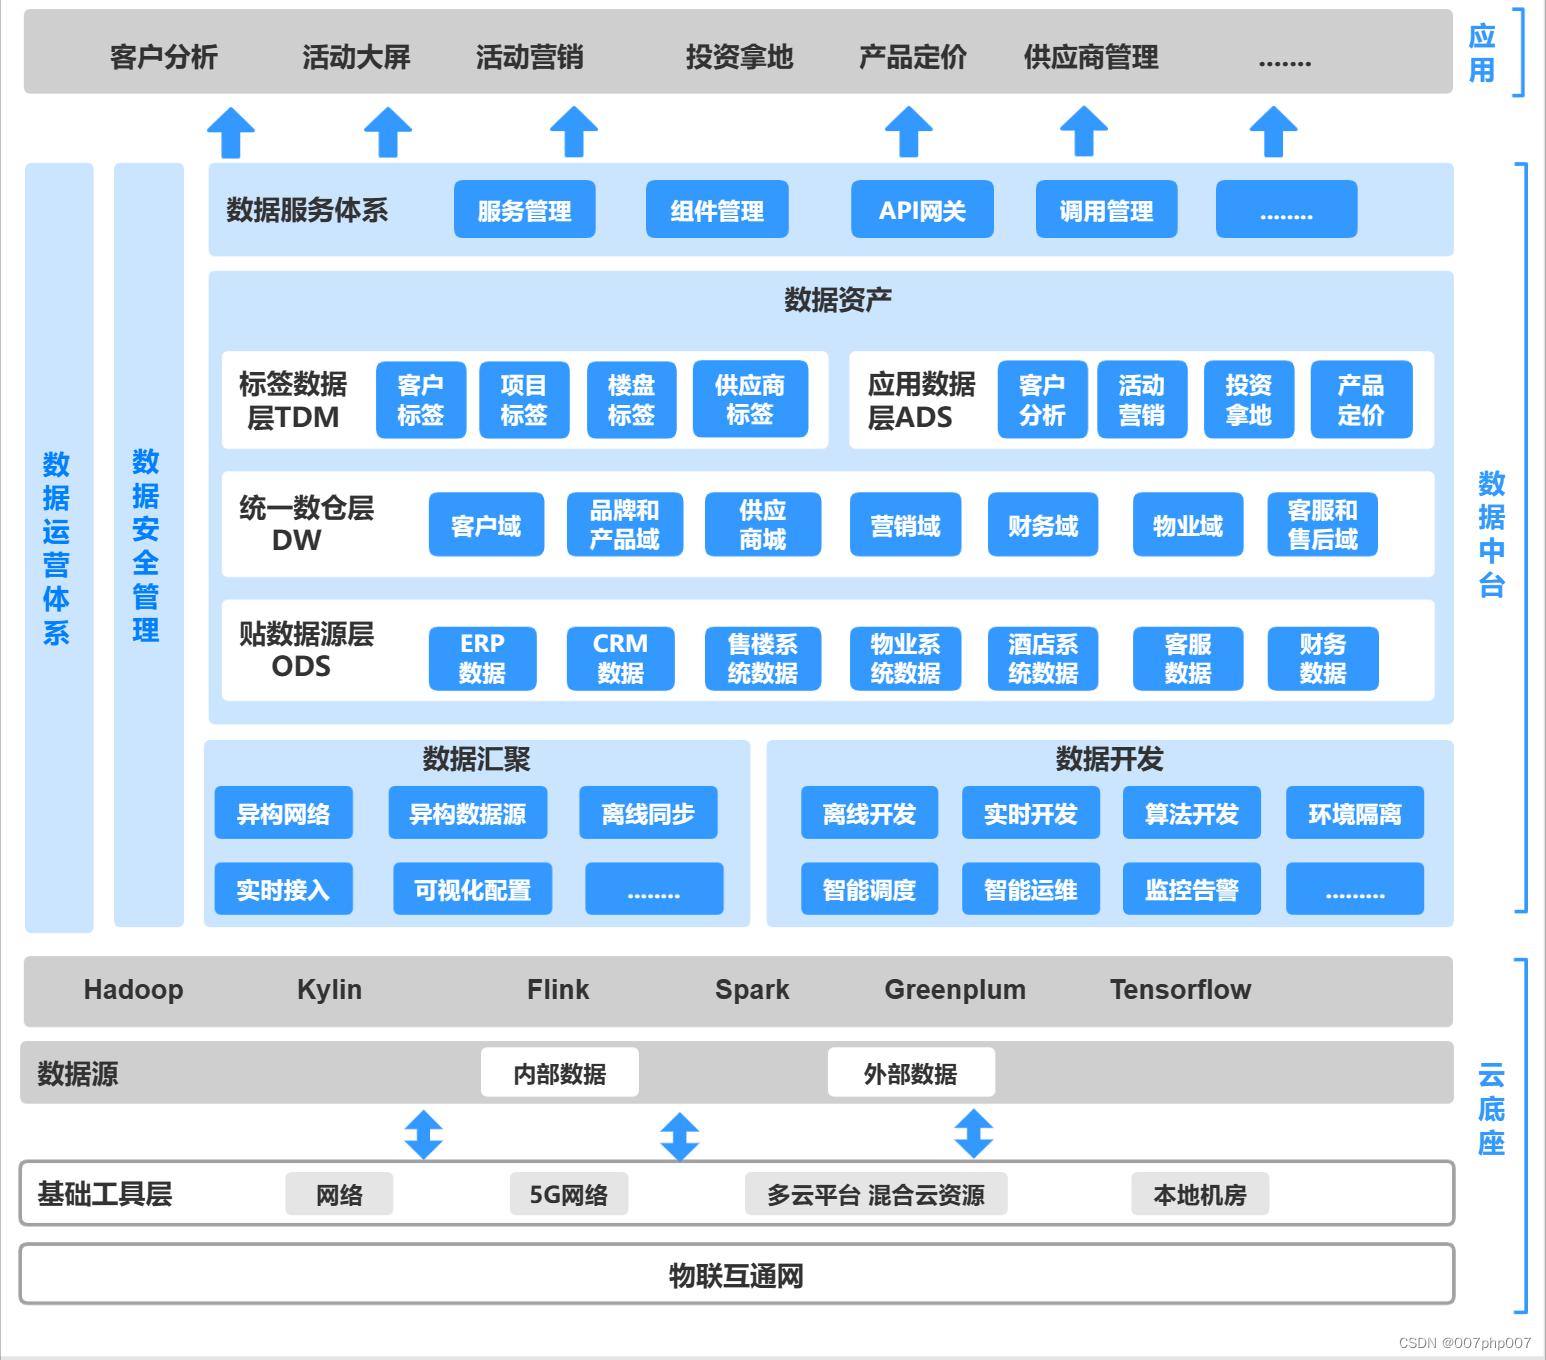 客户分析 活动大屏 活动营销 投资拿地 产品定价 供应商管理 .......
应
用
数据服务体系 服务管理 组件管理 API网关 调用管理 ........
数据资产
标签数据
层TDM
客户
标签
项目
标签
楼盘
标签
供应商
标签
应用数据
层ADS
客户
分析
活动
营销
投资
拿地
产品
定价
统一数仓层
DW
客户域
品牌和
产品域
供应
商城
营销域
财务域
物业域
客服和
售后域
贴数据源层
ODS
ERP
数据
CRM
数据
售楼系
统数据
物业系
统数据
酒店系
统数据
客服
数据
财务
数据
数
据
运
营
体
系
数
据
安
全
管
理
数
据
中
台
数据汇聚
异构网络 异构数据源 离线同步
实时接入 可视化配置 ........
数据开发
离线开发 实时开发 算法开发 环境隔离
智能调度 智能运维 监控告警 .........
Hadoop Kylin Flink Spark Greenplum Tensorflow
数据源 内部数据 外部数据
云
底
座
基础工具层 网络 5G网络 多云平台 混合云资源 本地机房
物联互通网
CSDN @007php007